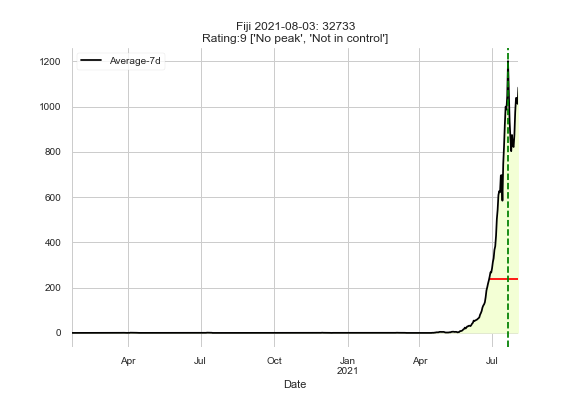 Fiji 2021-08-03: 32733
Rating:9 ['No peak', 'Not in control']
Average-7d
1200
1000
800
600
400
200
0
Apr
Jul
Oct
Jan
2021
Apr
Jul
Date